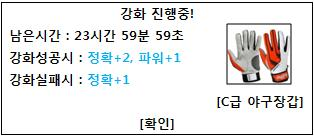 강화 진행중!
남은시간 : 23시간 59분 59초
강화성공시 : 정확+2, 파워+1
강화실패시 : 정확+1
[C급 야구장갑]
[확인]